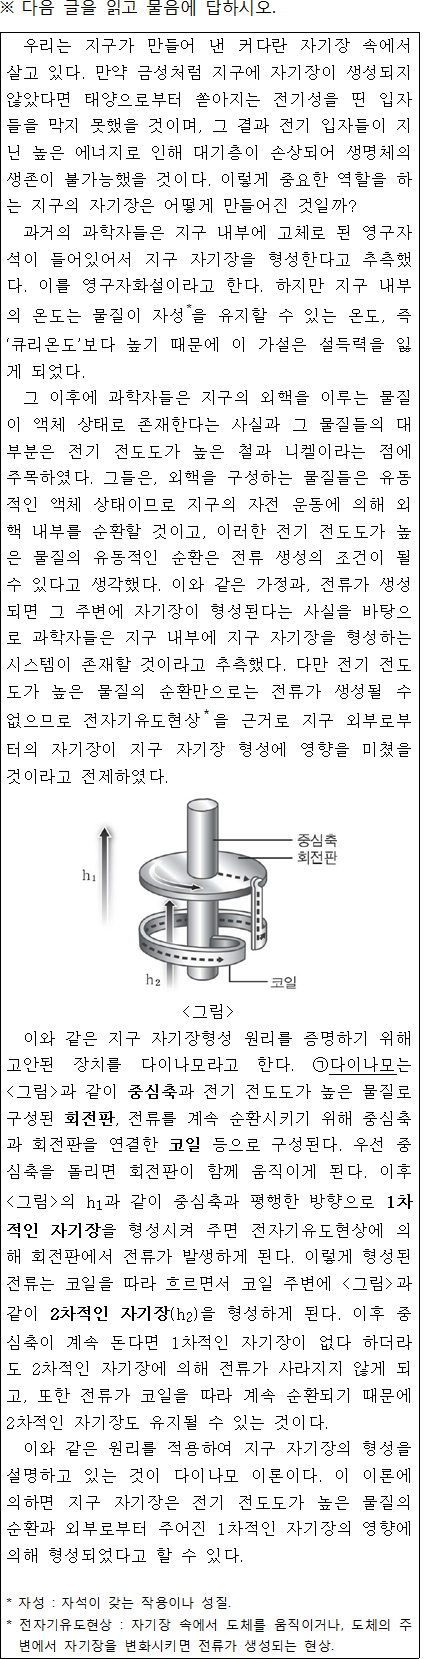 ※ 다음 글을 읽고 물음에 답하시오.
우리는 지구가 만들어 낸 커다란 자기장 속에서
살고 있다. 만약 금성처럼 지구에 자기장이 생성되지
않았다면 태양으로부터 쏟아지는 전기성을 띤 입자
들을 막지 못했을 것이며, 그 결과 전기 입자들이 지
닌 높은 에너지로 인해 대기층이 손상되어 생명체의
생존이 불가능했을 것이다. 이렇게 중요한 역할을 하
는 지구의 자기장은 어떻게 만들어진 것일까?
과거의 과학자들은 지구 내부에 고체로 된 영구자
석이 들어있어서 지구 자기장을 형성한다고 추측했
다. 이를 영구자화설이라고 한다. 하지만 지구 내부
의 온도는 물질이 자성*을 유지할 수 있는 온도, 즉
‘큐리온도’보다 높기 때문에 이 가설은 설득력을 잃
게 되었다.
그 이후에 과학자들은 지구의 외핵을 이루는 물질
이 액체 상태로 존재한다는 사실과 그 물질들의 대
부분은 전기 전도도가 높은 철과 니켈이라는 점에
주목하였다. 그들은, 외핵을 구성하는 물질들은 유동
적인 액체 상태이므로 지구의 자전 운동에 의해 외
핵 내부를 순환할 것이고, 이러한 전기 전도도가 높
은 물질의 유동적인 순환은 전류 생성의 조건이 될
수 있다고 생각했다. 이와 같은 가정과, 전류가 생성
되면 그 주변에 자기장이 형성된다는 사실을 바탕으
로 과학자들은 지구 내부에 지구 자기장을 형성하는
시스템이 존재할 것이라고 추측했다. 다만 전기 전도
도가 높은 물질의 순환만으로는 전류가 생성될 수
없으므로 전자기유도현상*을 근거로 지구 외부로부
터의 자기장이 지구 자기장 형성에 영향을 미쳤을
것이라고 전제하였다.
중심축
회전판
h₁
h₂
코일
<그림>
이와 같은 지구 자기장형성 원리를 증명하기 위해
고안된 장치를 다이나모라고 한다. ㉠다이나모는
<그림>과 같이 중심축과 전기 전도도가 높은 물질로
구성된 회전판, 전류를 계속 순환시키기 위해 중심축
과 회전판을 연결한 코일 등으로 구성된다. 우선 중
심축을 돌리면 회전판이 함께 움직이게 된다. 이후
<그림>의 h₁과 같이 중심축과 평행한 방향으로 1차
적인 자기장을 형성시켜 주면 전자기유도현상에 의
해 회전판에서 전류가 발생하게 된다. 이렇게 형성된
전류는 코일을 따라 흐르면서 코일 주변에 <그림>과
같이 2차적인 자기장(h₂)을 형성하게 된다. 이후 중
심축이 계속 돈다면 1차적인 자기장이 없다 하더라
도 2차적인 자기장에 의해 전류가 사라지지 않게 되
고, 또한 전류가 코일을 따라 계속 순환되기 때문에
2차적인 자기장도 유지될 수 있는 것이다.
이와 같은 원리를 적용하여 지구 자기장의 형성을
설명하고 있는 것이 다이나모 이론이다. 이 이론에
의하면 지구 자기장은 전기 전도도가 높은 물질의
순환과 외부로부터 주어진 1차적인 자기장의 영향에
의해 형성되었다고 할 수 있다.
* 자성 : 자석이 갖는 작용이나 성질.
* 전자기유도현상 : 자기장 속에서 도체를 움직이거나, 도체의 주
변에서 자기장을 변화시키면 전류가 생성되는 현상.